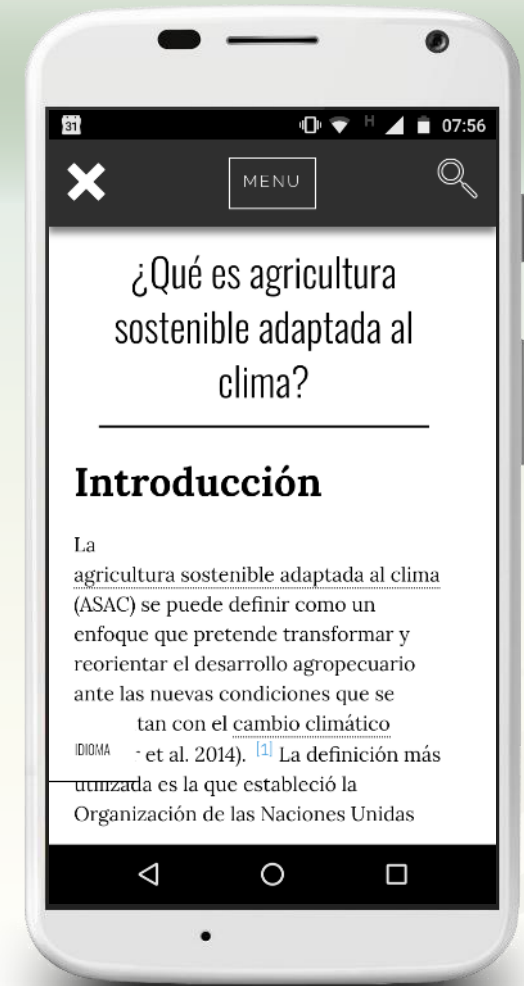 31
H
07:56
MENU
¿Qué es agricultura
sostenible adaptada al
clima?
Introducción
La
agricultura sostenible adaptada al clima
(ASAC) se puede definir como un
enfoque que pretende transformar y
reorientar el desarrollo agropecuario
ante las nuevas condiciones que se
tan con el cambio climático
IDIOMA et al. 2014). [1] La definición más
utilizada es la que estableció la
Organización de las Naciones Unidas